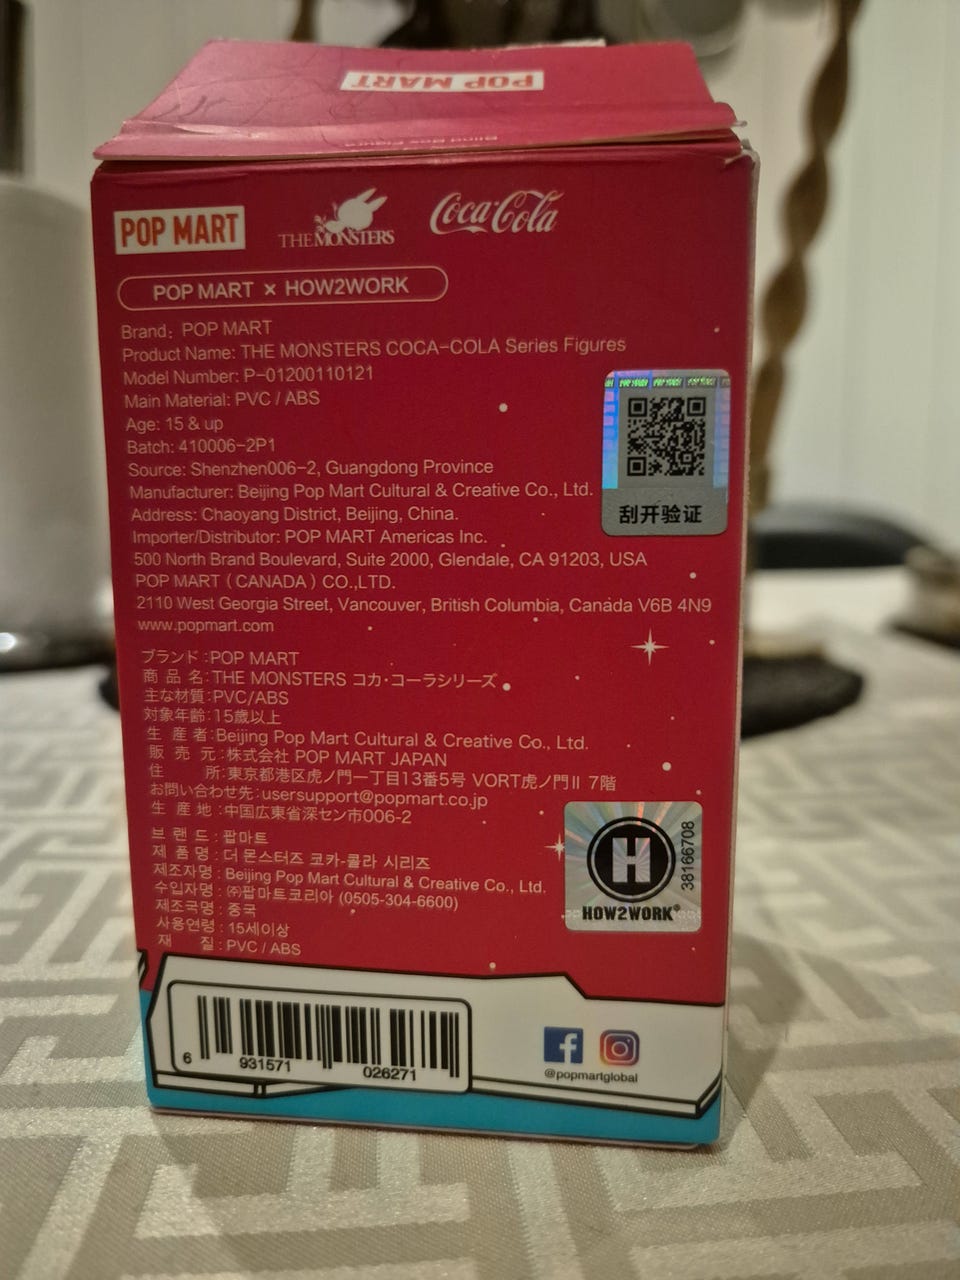 POP MART
Blind Box Figure
POP MART
THE MONSTERS
Coca-Cola
POP MART × HOW2WORK
Brand: POP MART
Product Name: THE MONSTERS COCA-COLA Series Figures
Model Number: P-01200110121
Main Material: PVC / ABS
Age: 15 & up
Batch: 410006-2P1
Source: Shenzhen006-2, Guangdong Province
Manufacturer: Beijing Pop Mart Cultural & Creative Co., Ltd.
Address: Chaoyang District, Beijing, China.
Importer/Distributor: POP MART Americas Inc.
500 North Brand Boulevard, Suite 2000, Glendale, CA 91203, USA
POP MART (CANADA) CO.,LTD.
2110 West Georgia Street, Vancouver, British Columbia, Canada V6B 4N9
www.popmart.com
刮开验证
ブランド:POP MART
商品名:THE MONSTERS コカ・コーラシリーズ
主な材質:PVC/ABS
対象年齢:15歳以上
生産者:Beijing Pop Mart Cultural & Creative Co., Ltd.
販売元:株式会社 POP MART JAPAN
住所:東京都港区虎ノ門一丁目13番5号 VORT虎ノ門Ⅱ 7階
お問い合わせ先:usersupport@popmart.co.jp
生産地:中国広東省深セン市006-2
브랜드: 팝마트
제품명: 더 몬스터즈 코카-콜라 시리즈
제조자명: Beijing Pop Mart Cultural & Creative Co., Ltd.
수입자명: ㈜팝마트코리아 (0505-304-6600)
제조국명: 중국
사용연령: 15세이상
재질: PVC / ABS
H
HOW2WORK®
38166708
6 931571 026271
@popmartglobal